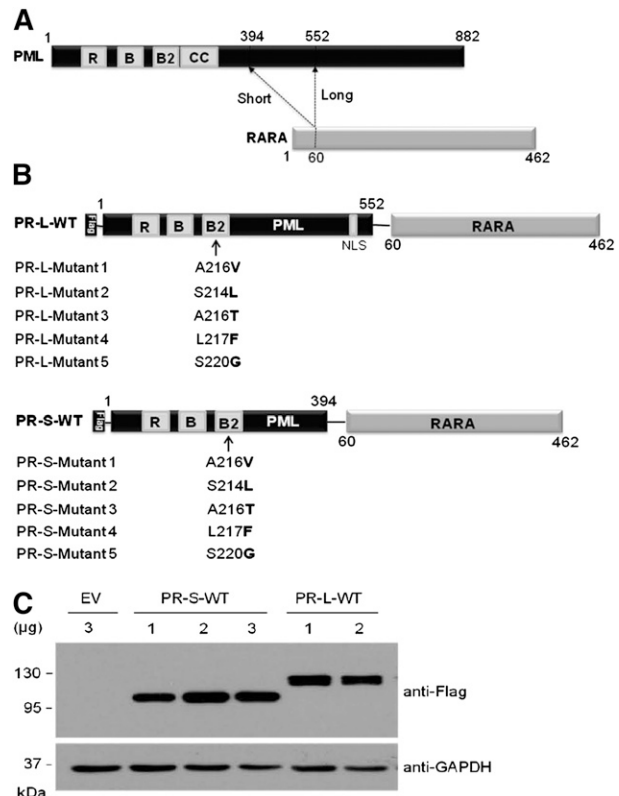 A
1 394 552 882
PML R B B2 CC
Short Long
RARA
1 60 462
B
1 552
PR-L-WT Flag R B B2 PML RARA
NLS 60 462
PR-L-Mutant 1 A216V
PR-L-Mutant 2 S214L
PR-L-Mutant 3 A216T
PR-L-Mutant 4 L217F
PR-L-Mutant 5 S220G
1 394
PR-S-WT Flag R B B2 PML RARA
60 462
PR-S-Mutant 1 A216V
PR-S-Mutant 2 S214L
PR-S-Mutant 3 A216T
PR-S-Mutant 4 L217F
PR-S-Mutant 5 S220G
C
EV PR-S-WT PR-L-WT
(µg) 3 1 2 3 1 2
130 –
95 –
anti-Flag
37 –
anti-GAPDH
kDa